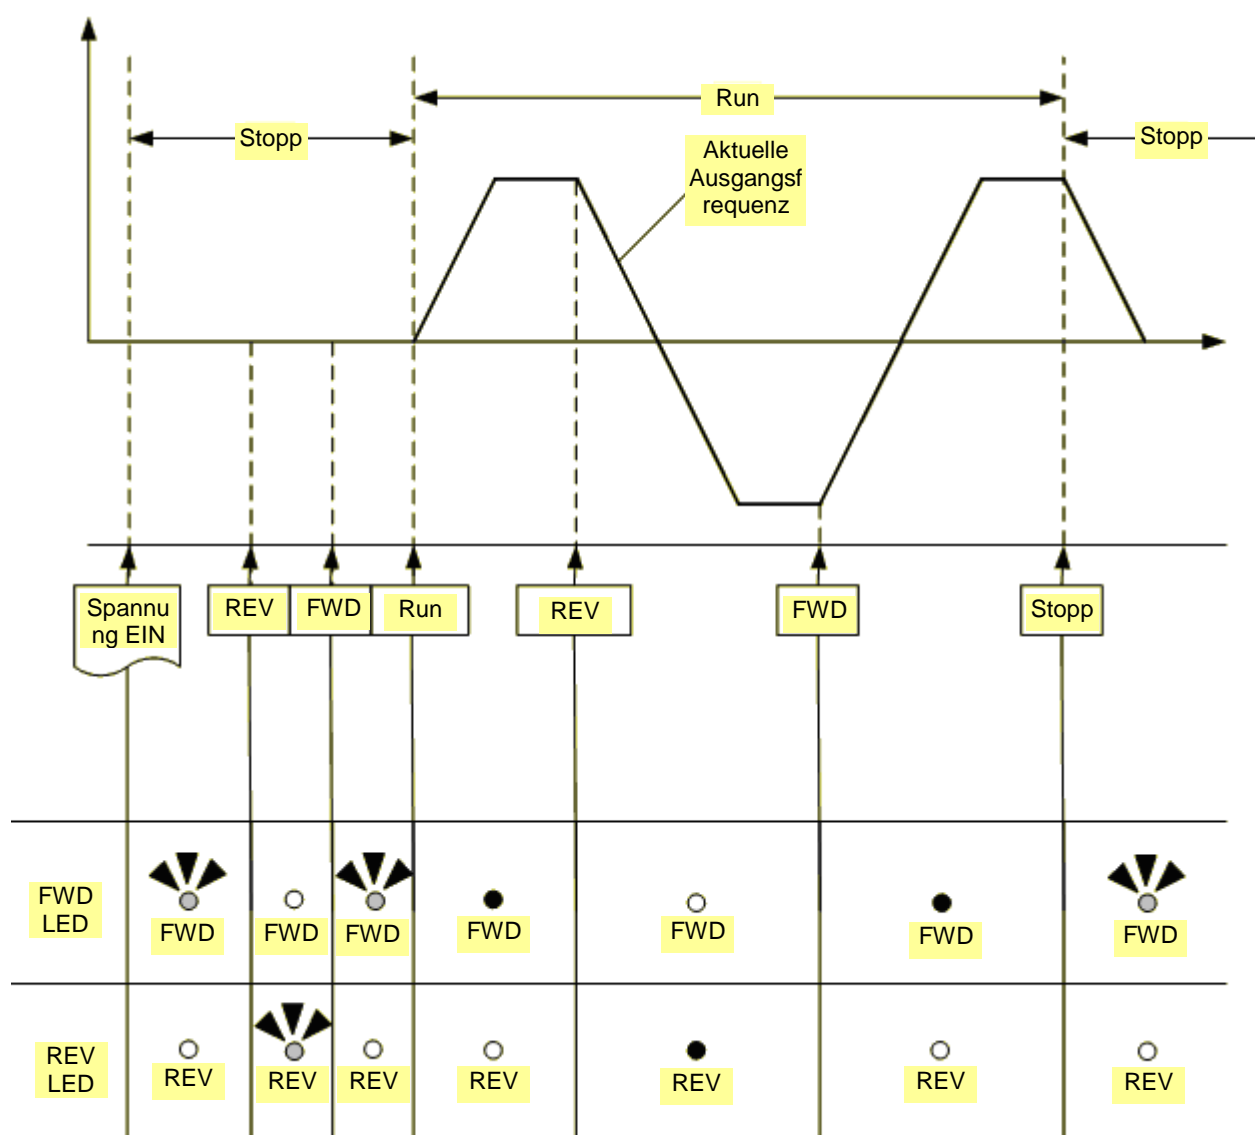 Run
Stopp
Stopp
Aktuelle
Ausgangsf
requenz
Spannu
ng EIN
REV
FWD
Run
REV
FWD
Stopp
FWD
LED
FWD
FWD
FWD
FWD
FWD
FWD
FWD
REV
LED
REV
REV
REV
REV
REV
REV
REV